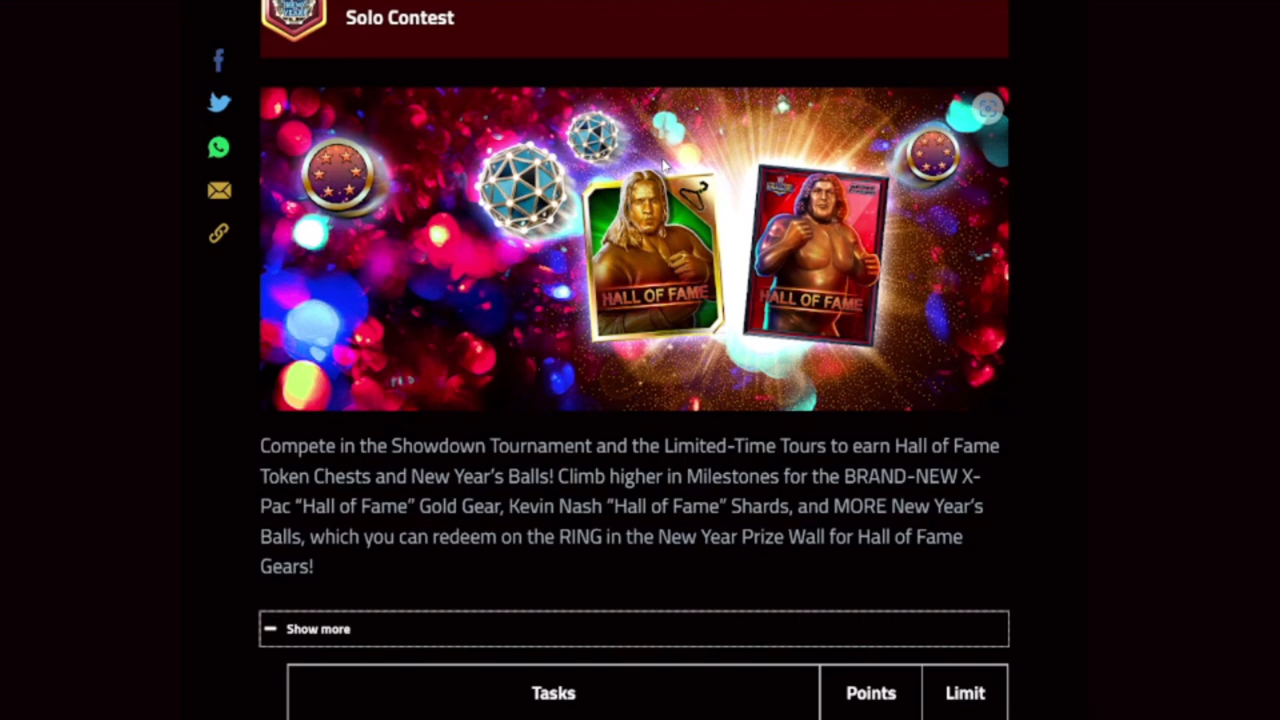 Solo Contest
HALL OF FAME
HALL OF FAME
Compete in the Showdown Tournament and the Limited-Time Tours to earn Hall of Fame
Token Chests and New Year’s Balls! Climb higher in Milestones for the BRAND-NEW X-
Pac “Hall of Fame” Gold Gear, Kevin Nash ”Hall of Fame” Shards, and MORE New Year’s
Balls, which you can redeem on the RING in the New Year Prize Wall for Hall of Fame
Gears!
Show more
Tasks
Points
Limit